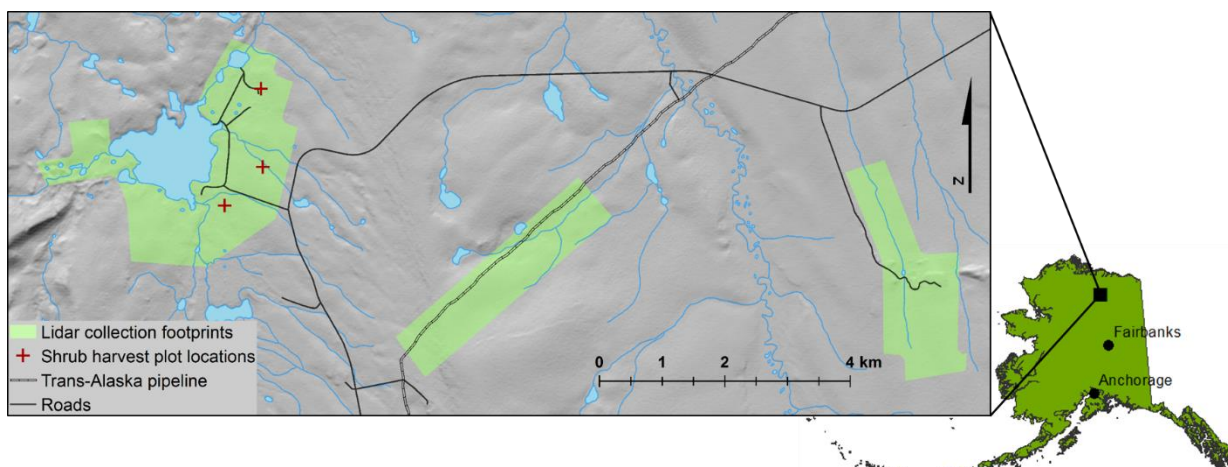 N
Lidar collection footprints
Shrub harvest plot locations
Trans-Alaska pipeline
Roads
0 1 2 4 km
Fairbanks
Anchorage